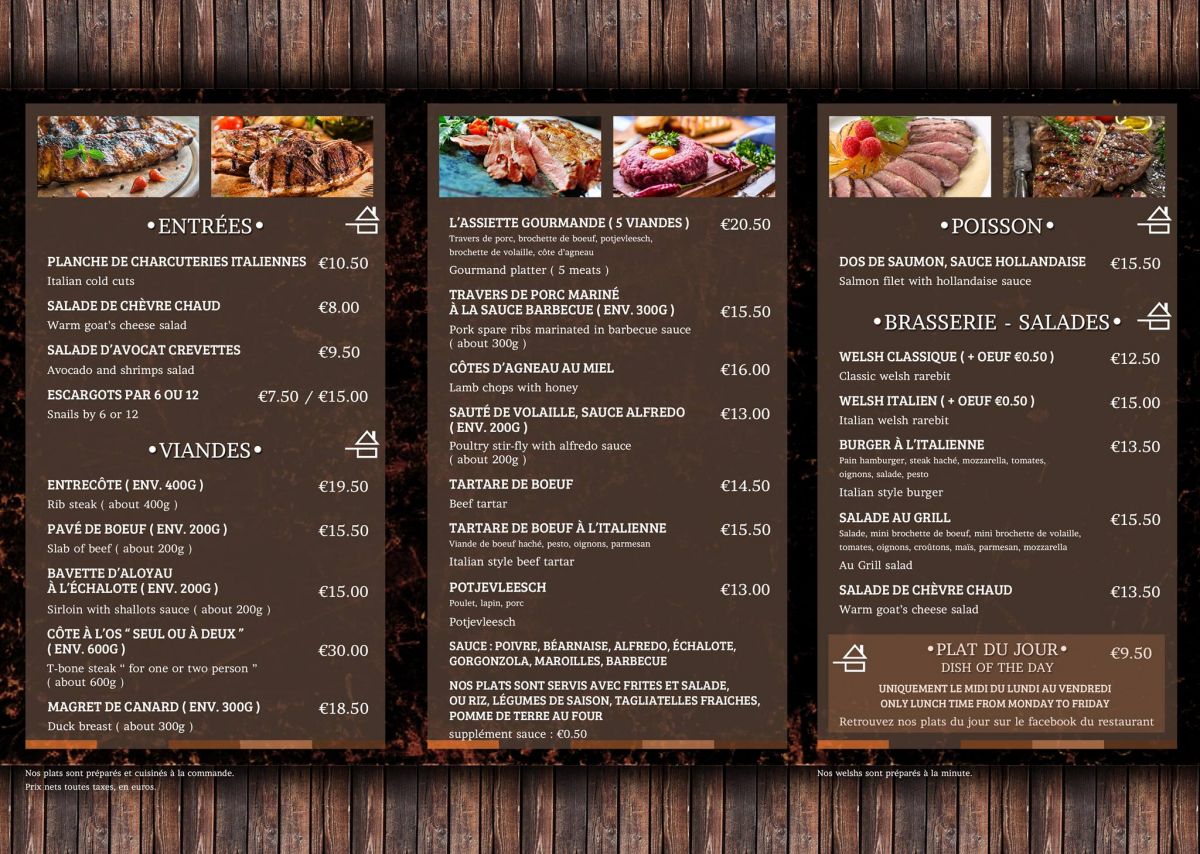 •ENTRÉES•
PLANCHE DE CHARCUTERIES ITALIENNES €10.50
Italian cold cuts
SALADE DE CHÈVRE CHAUD €8.00
Warm goat's cheese salad
SALADE D'AVOCAT CREVETTES €9.50
Avocado and shrimps salad
ESCARGOTS PAR 6 OU 12 €7.50 / €15.00
Snails by 6 or 12
•VIANDES•
ENTRECÔTE ( ENV. 400G ) €19.50
Rib steak ( about 400g )
PAVÉ DE BOEUF ( ENV. 200G ) €15.50
Slab of beef ( about 200g )
BAVETTE D'ALOYAU
À L'ÉCHALOTE ( ENV. 200G ) €15.00
Sirloin with shallots sauce ( about 200g )
CÔTE À L'OS “ SEUL OU À DEUX ”
( ENV. 600G ) €30.00
T-bone steak “ for one or two person ”
( about 600g )
MAGRET DE CANARD ( ENV. 300G ) €18.50
Duck breast ( about 300g )
Nos plats sont préparés et cuisinés à la commande.
Prix nets toutes taxes, en euros.
L'ASSIETTE GOURMANDE ( 5 VIANDES ) €20.50
Travers de porc, brochette de boeuf, potjevleesch,
brochette de volaille, côte d'agneau
Gourmand platter ( 5 meats )
TRAVERS DE PORC MARINÉ
À LA SAUCE BARBECUE ( ENV. 300G ) €15.50
Pork spare ribs marinated in barbecue sauce
( about 300g )
CÔTES D'AGNEAU AU MIEL €16.00
Lamb chops with honey
SAUTÉ DE VOLAILLE, SAUCE ALFREDO €13.00
( ENV. 200G )
Poultry stir-fly with alfredo sauce
( about 200g )
TARTARE DE BOEUF €14.50
Beef tartar
TARTARE DE BOEUF À L'ITALIENNE €15.50
Viande de boeuf haché, pesto, oignons, parmesan
Italian style beef tartar
POTJEVLEESCH €13.00
Poulet, lapin, porc
Potjevleesch
SAUCE : POIVRE, BÉARNAISE, ALFREDO, ÉCHALOTE,
GORGONZOLA, MAROILLES, BARBECUE
NOS PLATS SONT SERVIS AVEC FRITES ET SALADE,
OU RIZ, LÉGUMES DE SAISON, TAGLIATELLES FRAICHES,
POMME DE TERRE AU FOUR
supplément sauce : €0.50
•POISSON•
DOS DE SAUMON, SAUCE HOLLANDAISE €15.50
Salmon filet with hollandaise sauce
•BRASSERIE - SALADES•
WELSH CLASSIQUE ( + OEUF €0.50 ) €12.50
Classic welsh rarebit
WELSH ITALIEN ( + OEUF €0.50 ) €15.00
Italian welsh rarebit
BURGER À L'ITALIENNE €13.50
Pain hamburger, steak haché, mozzarella, tomates,
oignons, salade, pesto
Italian style burger
SALADE AU GRILL €15.50
Salade, mini brochette de boeuf, mini brochette de volaille,
tomates, oignons, croûtons, maïs, parmesan, mozzarella
Au Grill salad
SALADE DE CHÈVRE CHAUD €13.50
Warm goat's cheese salad
•PLAT DU JOUR• €9.50
DISH OF THE DAY
UNIQUEMENT LE MIDI DU LUNDI AU VENDREDI
ONLY LUNCH TIME FROM MONDAY TO FRIDAY
Retrouvez nos plats du jour sur le facebook du restaurant
Nos welshs sont préparés à la minute.